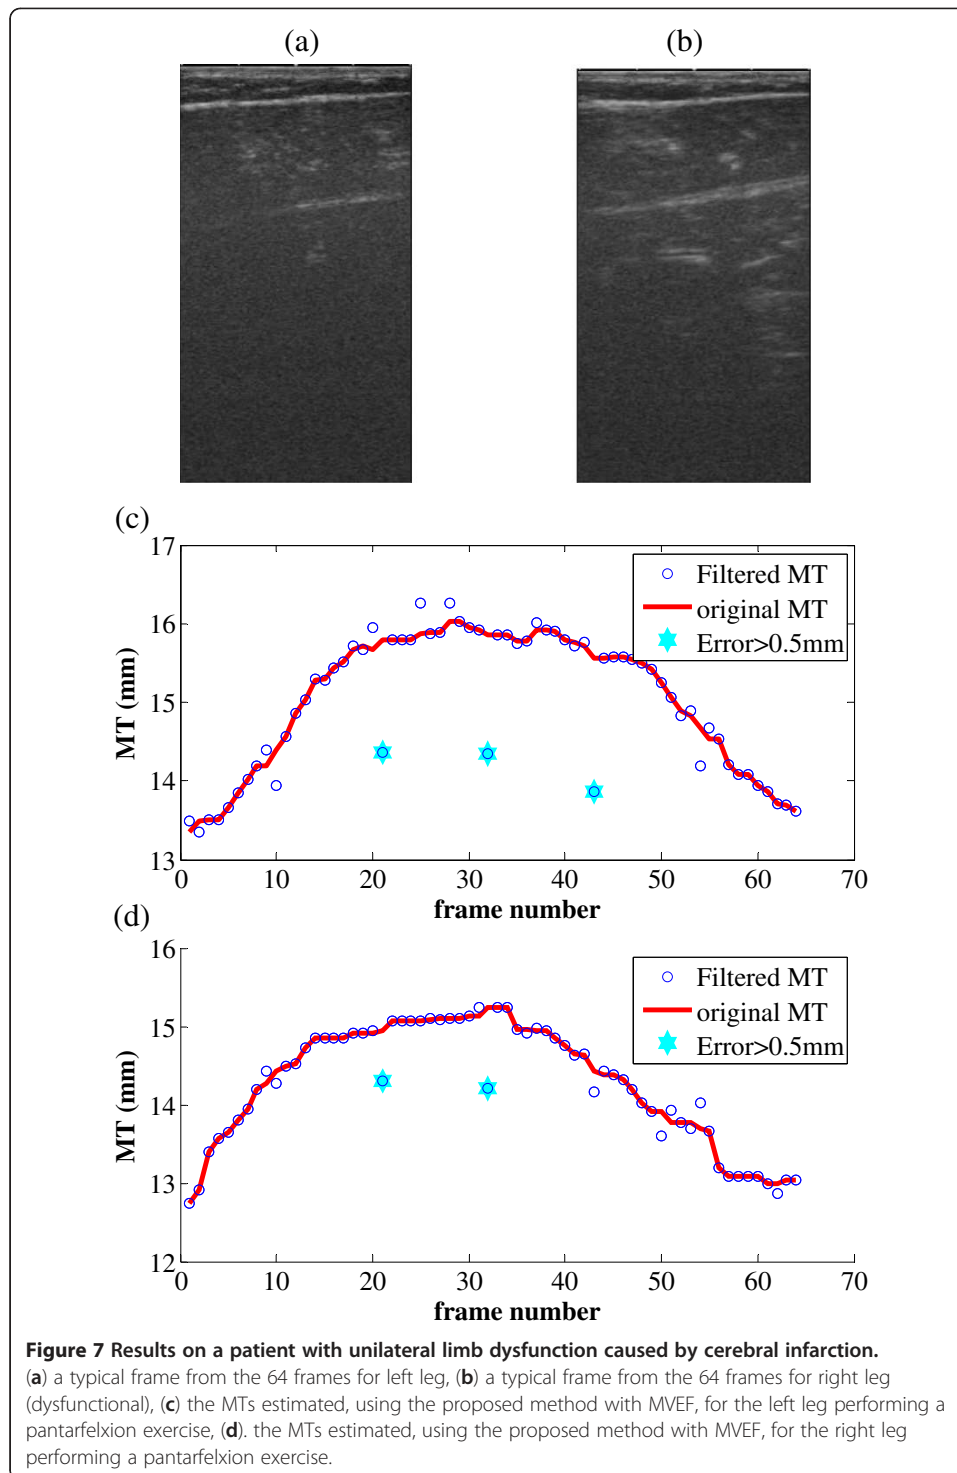 (a) (b)
(c)
17
16
15
14
13
MT (mm)
Filtered MT
original MT
Error>0.5mm
0 10 20 30 40 50 60 70
frame number
(d)
16
15
14
13
12
MT (mm)
Filtered MT
original MT
Error>0.5mm
0 10 20 30 40 50 60 70
frame number
Figure 7 Results on a patient with unilateral limb dysfunction caused by cerebral infarction.
(a) a typical frame from the 64 frames for left leg, (b) a typical frame from the 64 frames for right leg
(dysfunctional), (c) the MTs estimated, using the proposed method with MVEF, for the left leg performing a
pantarfelxion exercise, (d). the MTs estimated, using the proposed method with MVEF, for the right leg
performing a pantarfelxion exercise.